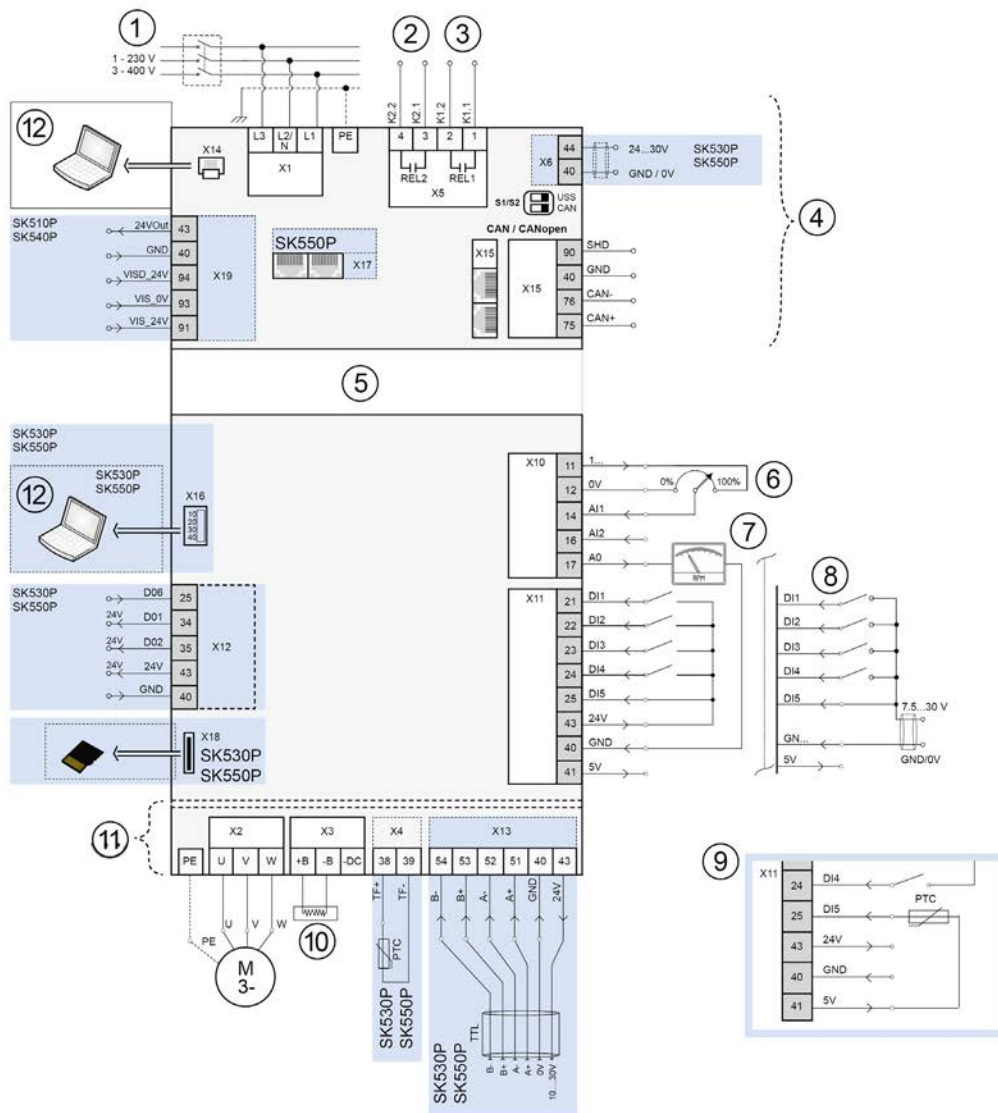 1
1 - 230 V
3 - 400 V
2
3
K2.2
K2.1
K1.2
K1.1
L3
L2/
N
L1
PE
X1
4
3
2
1
REL2
REL1
X5
12
X14
X6
44
40
24...30V
GND / 0V
SK530P
SK550P
S1/S2
USS
CAN
4
SK510P
SK540P
24VOut
43
GND
40
VISD_24V
94
VIS_0V
93
VIS_24V
91
X19
SK550P
X17
CAN / CANopen
X15
X15
90
SHD
40
GND
76
CAN-
75
CAN+
5
SK530P
SK550P
SK530P
SK550P
12
X16
10
20
30
40
X10
11
1...
12
0V
14
AI1
16
AI2
17
A0
0%
100%
6
7
RPM
SK530P
SK550P
D06
25
24V
D01
34
24V
D02
35
24V
24V
43
GND
40
X12
X11
21
DI1
22
DI2
23
DI3
24
DI4
25
DI5
43
24V
40
GND
41
5V
8
DI1
DI2
DI3
DI4
DI5
7.5...30 V
GN...
GND/0V
5V
X18
SK530P
SK550P
11
PE
X2
U
V
W
X3
+B
-B
-DC
X4
38
39
X13
54
53
52
51
40
43
U
V
W
PE
M
3-
10
TF+
TF-
PTC
SK530P
SK550P
B-
B+
A-
A+
GND
24V
TTL
SK530P
SK550P
B-
B+
A-
A+
0V
10...30V
9
X11
24
DI4
25
DI5
PTC
43
24V
40
GND
41
5V